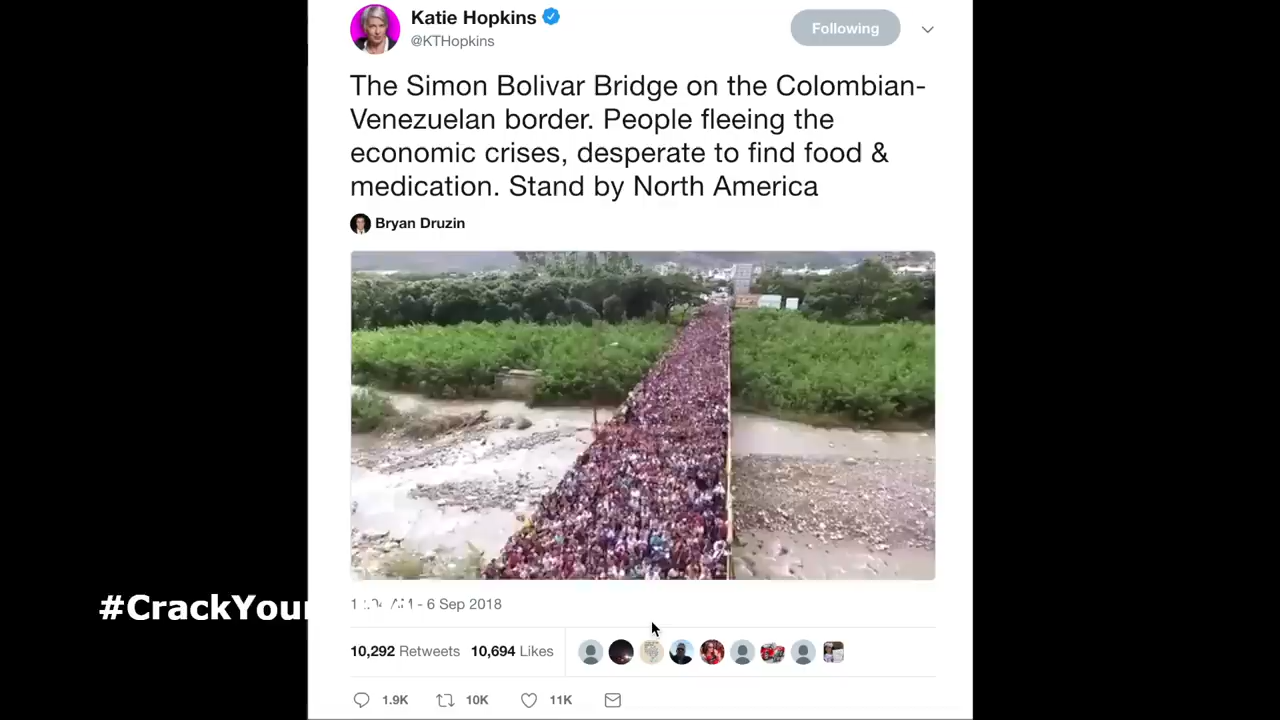 Katie Hopkins
@KTHopkins
Following
The Simon Bolivar Bridge on the Colombian-
Venezuelan border. People fleeing the
economic crises, desperate to find food &
medication. Stand by North America
Bryan Druzin
AM - 6 Sep 2018
#CrackYour
10,292 Retweets 10,694 Likes
1.9K 10K 11K